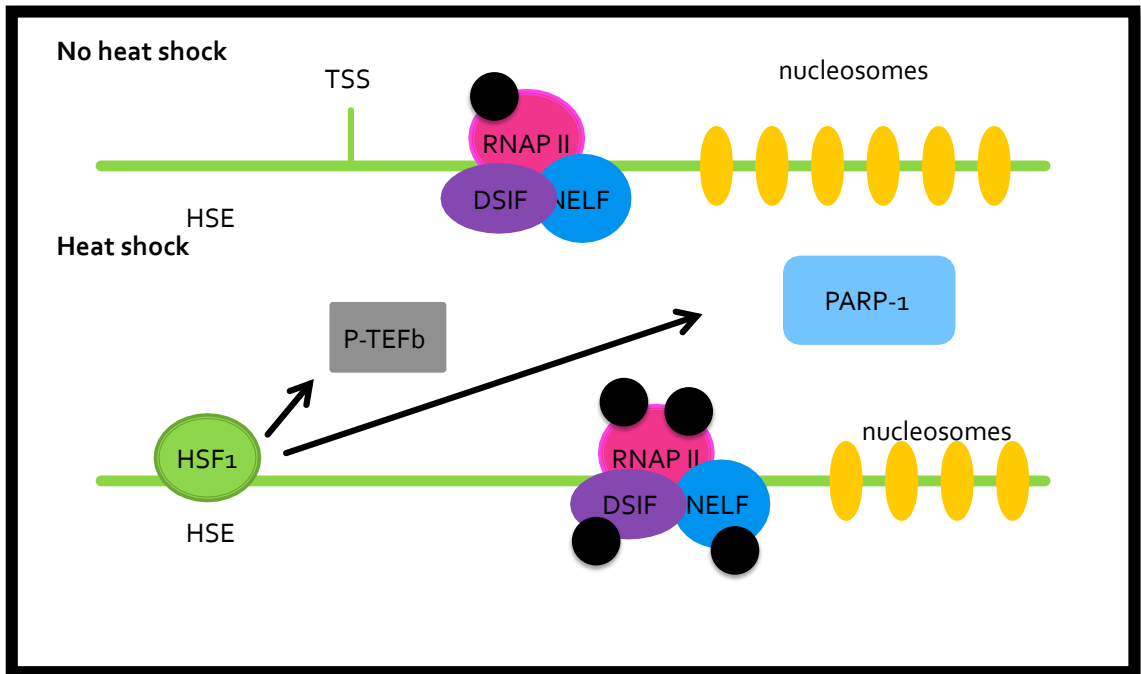 No heat shock
TSS
nucleosomes
RNAP II
DSIF
NELF
HSE
Heat shock
PARP-1
P-TEFb
nucleosomes
HSF1
RNAP II
DSIF
NELF
HSE